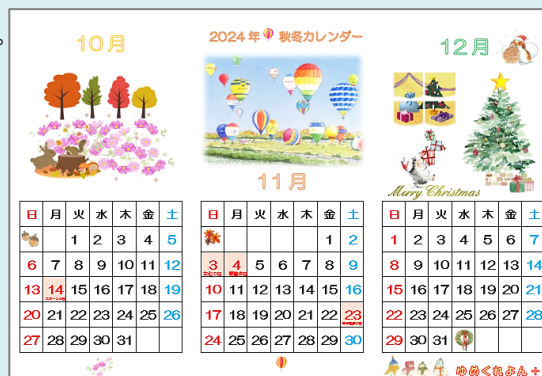 2024年 秋冬カレンダー
10月
日 月 火 水 木 金 土
1 2 3 4 5
6 7 8 9 10 11 12
13 14 15 16 17 18 19
20 21 22 23 24 25 26
27 28 29 30 31
11月
日 月 火 水 木 金 土
1 2
3 4 5 6 7 8 9
10 11 12 13 14 15 16
17 18 19 20 21 22 23
24 25 26 27 28 29 30
12月
Merry Christmas
日 月 火 水 木 金 土
1 2 3 4 5 6 7
8 9 10 11 12 13 14
15 16 17 18 19 20 21
22 23 24 25 26 27 28
29 30 31
ゆめくれよん+